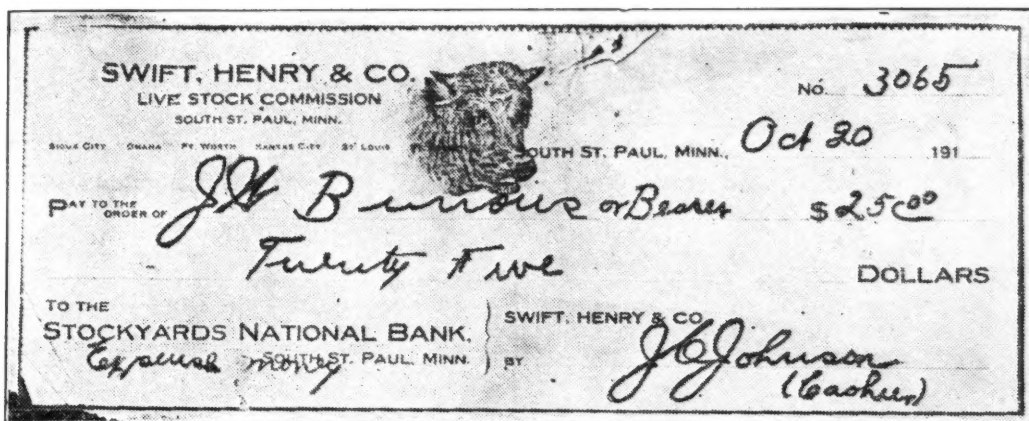 SWIFT, HENRY & CO.
LIVE STOCK COMMISSION
SOUTH ST. PAUL, MINN.
No. 3065
SIOUX CITY OMAHA FT. WORTH KANSAS CITY ST LOUIS
SOUTH ST. PAUL, MINN., Oct 20 191
PAY TO THE ORDER OF J W Burrows or Bearer $ 25 00
Twenty Five DOLLARS
TO THE
STOCKYARDS NATIONAL BANK,
SOUTH ST. PAUL, MINN.
Expense money
SWIFT, HENRY & CO.
BY J C Johnson
(Cashier)